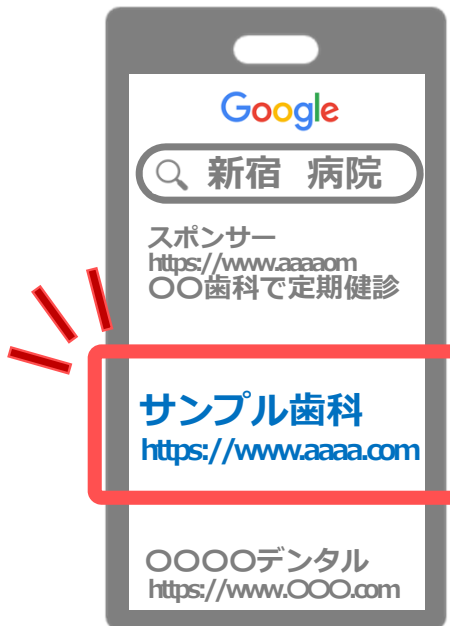 Google
新宿 病院
スポンサー
https://www.aaaaom
〇〇歯科で定期健診
サンプル歯科
https://www.aaaa.com
〇〇〇〇デンタル
https://www.〇〇〇.com